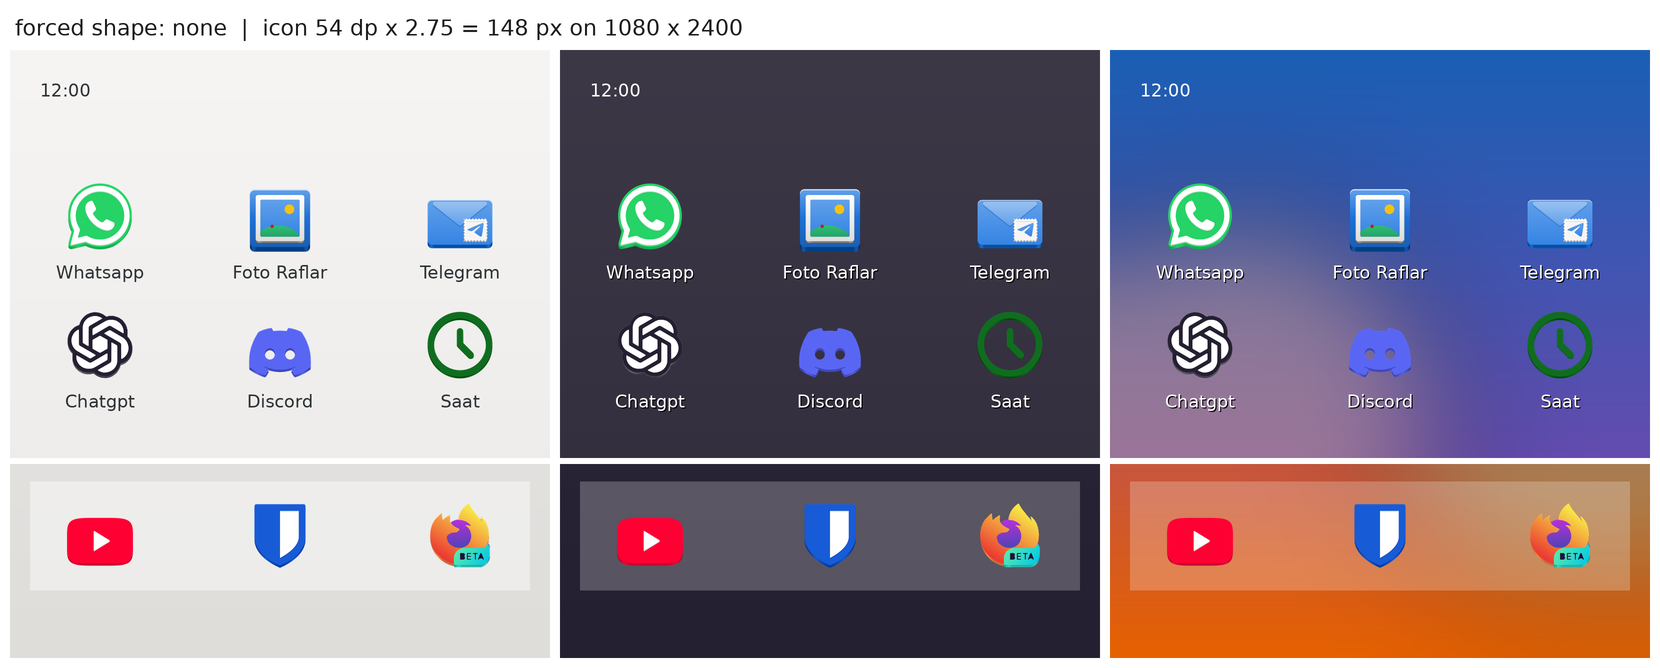 forced shape: none | icon 54 dp x 2.75 = 148 px on 1080 x 2400
12:00 12:00 12:00
Whatsapp Foto Raflar Telegram Whatsapp Foto Raflar Telegram Whatsapp Foto Raflar Telegram
Chatgpt Discord Saat Chatgpt Discord Saat Chatgpt Discord Saat
BETA BETA BETA